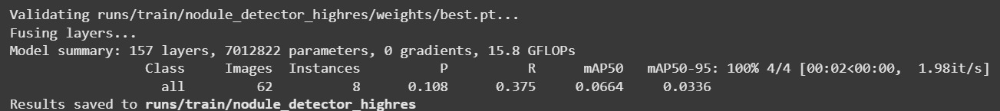 Validating runs/train/nodule_detector_highres/weights/best.pt...
Fusing layers...
Model summary: 157 layers, 7012822 parameters, 0 gradients, 15.8 GFLOPs
Class Images Instances P R mAP50 mAP50-95: 100% 4/4 [00:02<00:00, 1.98it/s]
all 62 8 0.108 0.375 0.0664 0.0336
Results saved to runs/train/nodule_detector_highres